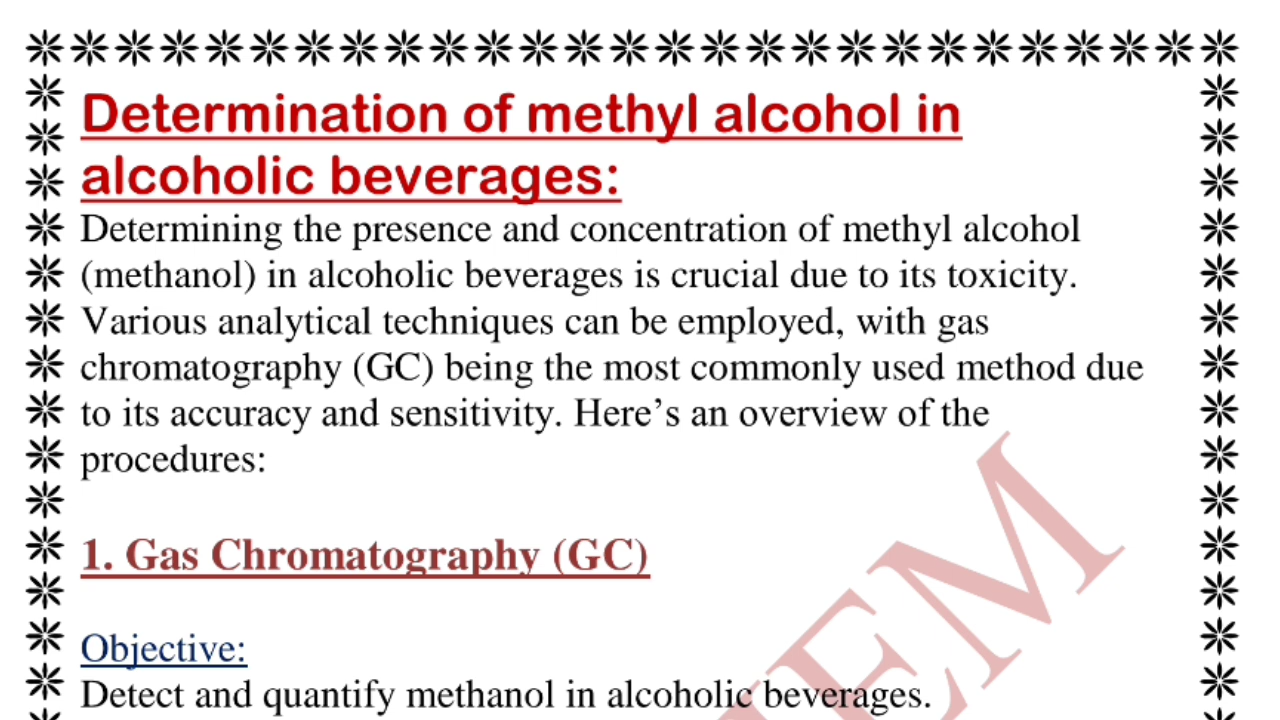 Determination of methyl alcohol in
alcoholic beverages:
Determining the presence and concentration of methyl alcohol
(methanol) in alcoholic beverages is crucial due to its toxicity.
Various analytical techniques can be employed, with gas
chromatography (GC) being the most commonly used method due
to its accuracy and sensitivity. Here’s an overview of the
procedures:
1. Gas Chromatography (GC)
Objective:
Detect and quantify methanol in alcoholic beverages.